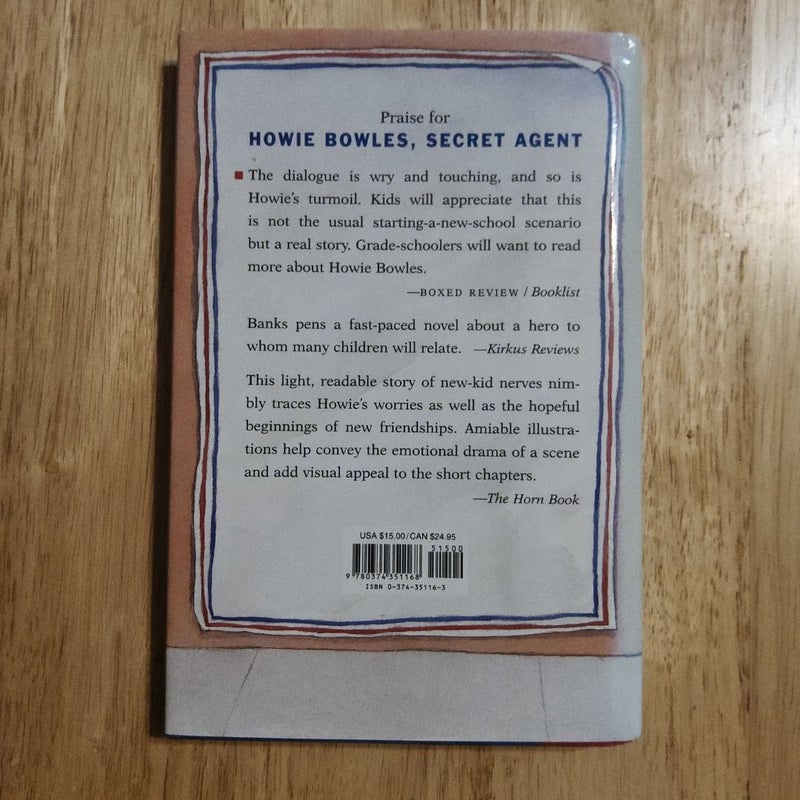 Praise for
HOWIE BOWLES, SECRET AGENT
■ The dialogue is wry and touching, and so is
Howie's turmoil. Kids will appreciate that this
is not the usual starting-a-new-school scenario
but a real story. Grade-schoolers will want to read
more about Howie Bowles.
—BOXED REVIEW / Booklist
Banks pens a fast-paced novel about a hero to
whom many children will relate. —Kirkus Reviews
This light, readable story of new-kid nerves nim-
bly traces Howie's worries as well as the hopeful
beginnings of new friendships. Amiable illustra-
tions help convey the emotional drama of a scene
and add visual appeal to the short chapters.
—The Horn Book
USA $15.00/CAN $24.95
51500
9 780374 351168
ISBN 0-374-35116-3